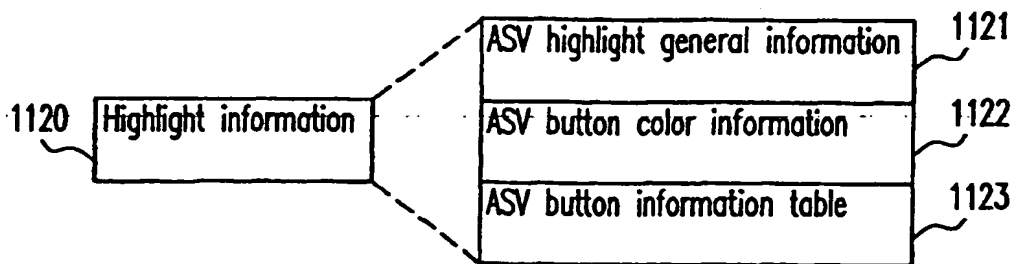 ASV highlight general information 1121
1120 Highlight information
ASV button color information 1122
ASV button information table 1123